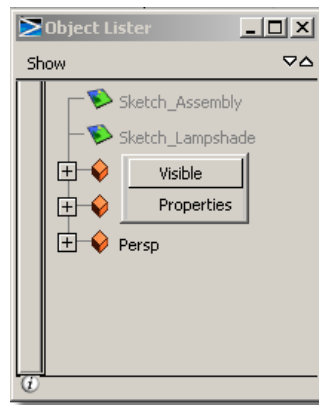 Object Lister
Show
Sketch_Assembly
Sketch_Lampshade
Visible
Properties
Persp